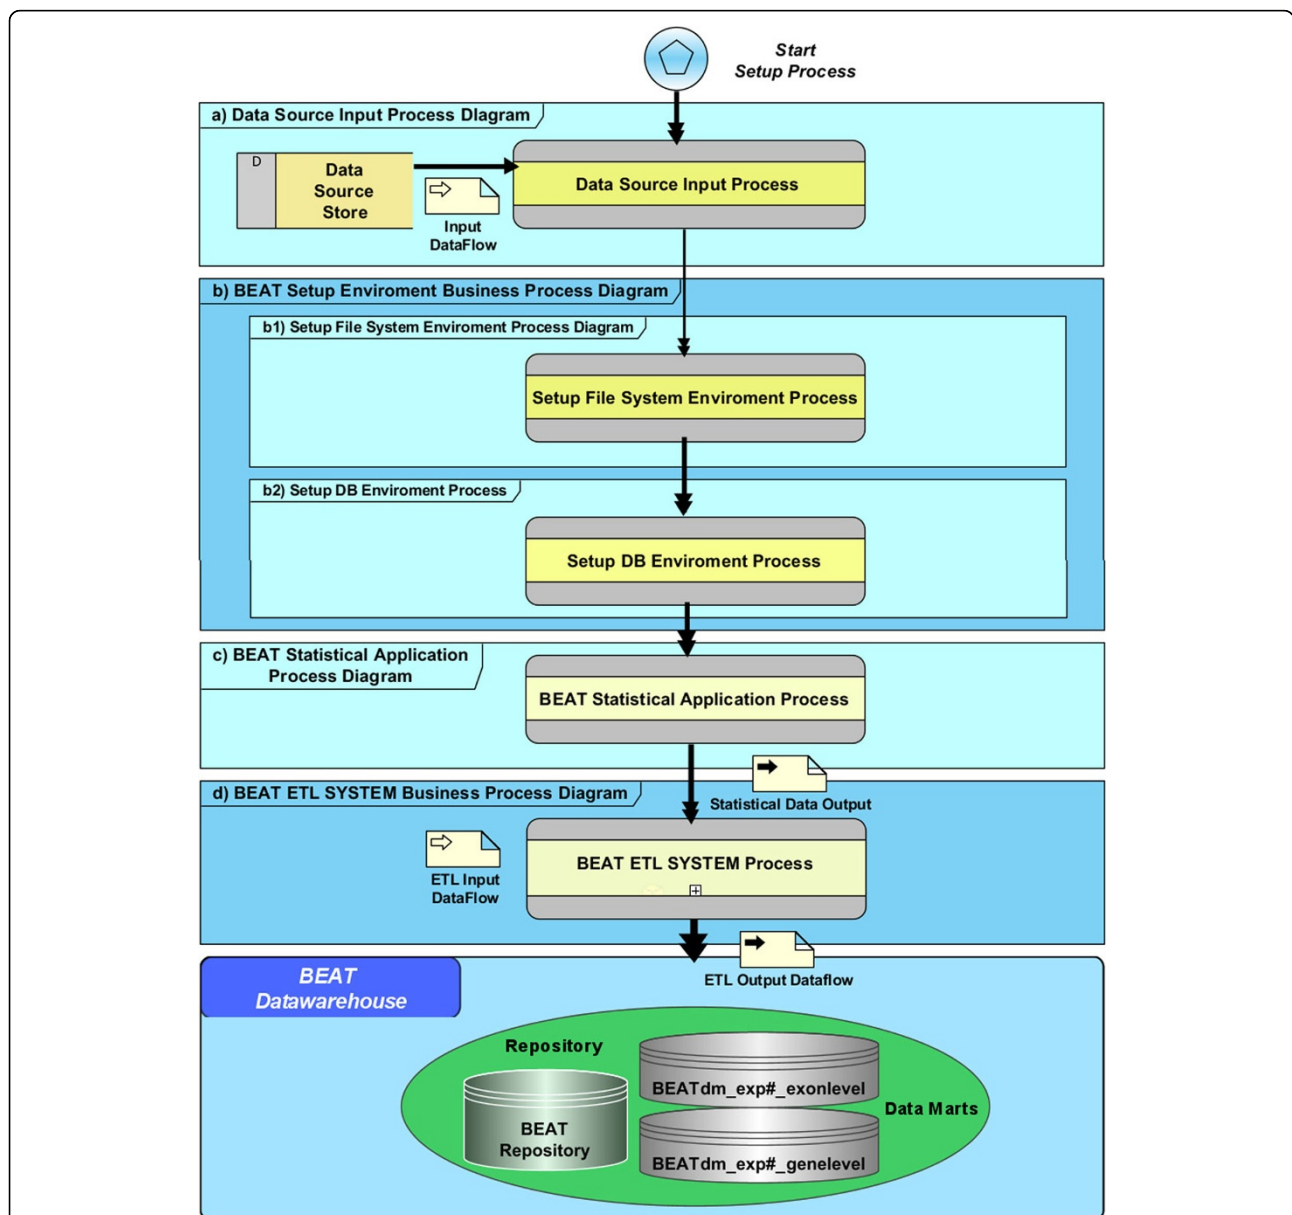 Start
Setup Process
a) Data Source Input Process DIagram
D
Data
Source
Store
Input
DataFlow
Data Source Input Process
b) BEAT Setup Enviroment Business Process Diagram
b1) Setup File System Enviroment Process Diagram
Setup File System Enviroment Process
b2) Setup DB Enviroment Process
Setup DB Enviroment Process
c) BEAT Statistical Application
Process Diagram
BEAT Statistical Application Process
Statistical Data Output
d) BEAT ETL SYSTEM Business Process Diagram
ETL Input
DataFlow
BEAT ETL SYSTEM Process
ETL Output Dataflow
BEAT
Datawarehouse
Repository
BEAT
Repository
BEATdm_exp#_exonlevel
Data Marts
BEATdm_exp#_genelevel